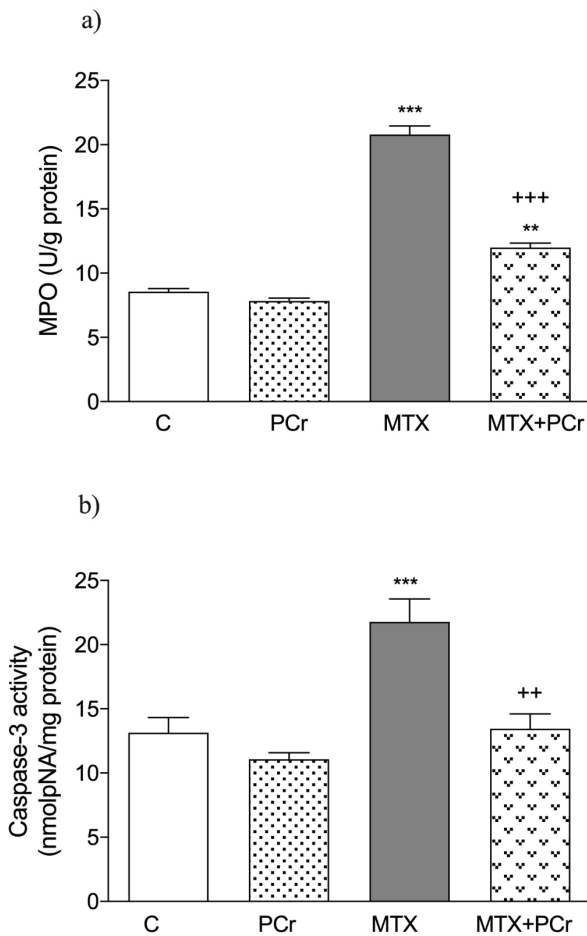 a)
MPO (U/g protein)
25
20
15
10
5
0
***
+++
**
C PCr MTX MTX+PCr
b)
Caspase-3 activity
(nmolpNA/mg protein)
25
20
15
10
5
0
***
++
C PCr MTX MTX+PCr